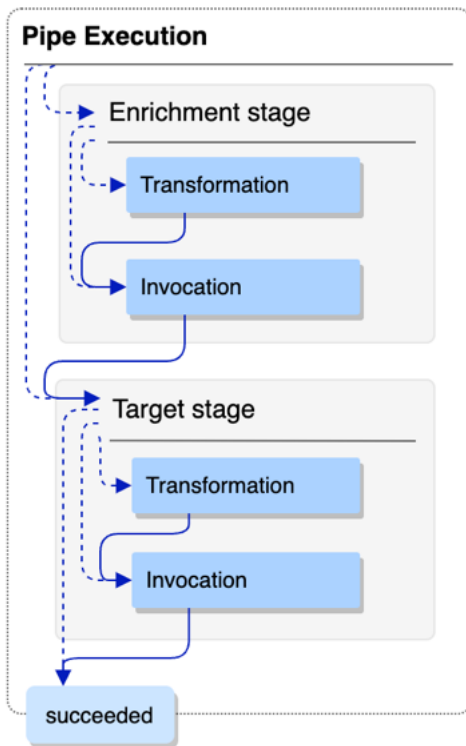 Pipe Execution
Enrichment stage
Transformation
Invocation
Target stage
Transformation
Invocation
succeeded